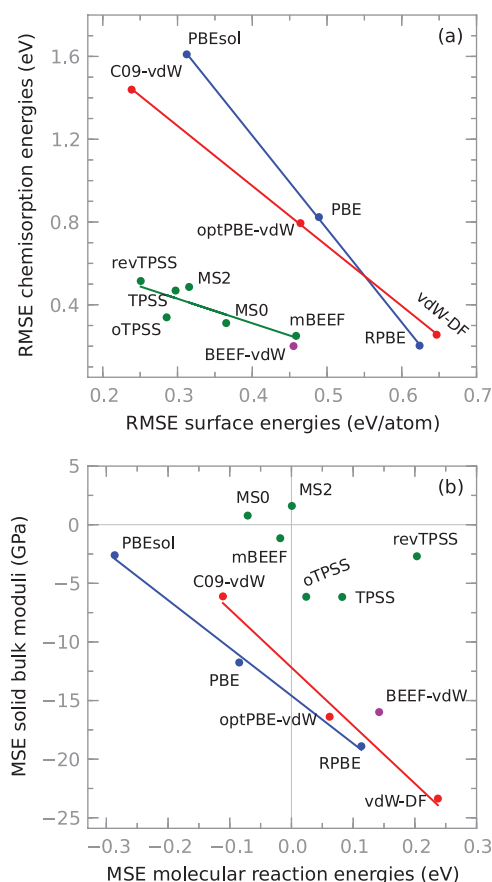 (a)
PBEsol
1.6
C09-vdW
1.2
PBE
0.8
optPBE-vdW
revTPSS
MS2
vdW-DF
TPSS
MS0
mBEEF
0.4
oTPSS
RPBE
BEEF-vdW
0.2 0.3 0.4 0.5 0.6 0.7
RMSE surface energies (eV/atom)
RMSE chemisorption energies (eV)
(b)
5
MS2
MS0
0
PBEsol
mBEEF
revTPSS
C09-vdW
oTPSS
−5
TPSS
−10
PBE
BEEF-vdW
−15
optPBE-vdW
RPBE
−20
vdW-DF
−25
−0.3 −0.2 −0.1 0.0 0.1 0.2 0.3
MSE molecular reaction energies (eV)
MSE solid bulk moduli (GPa)